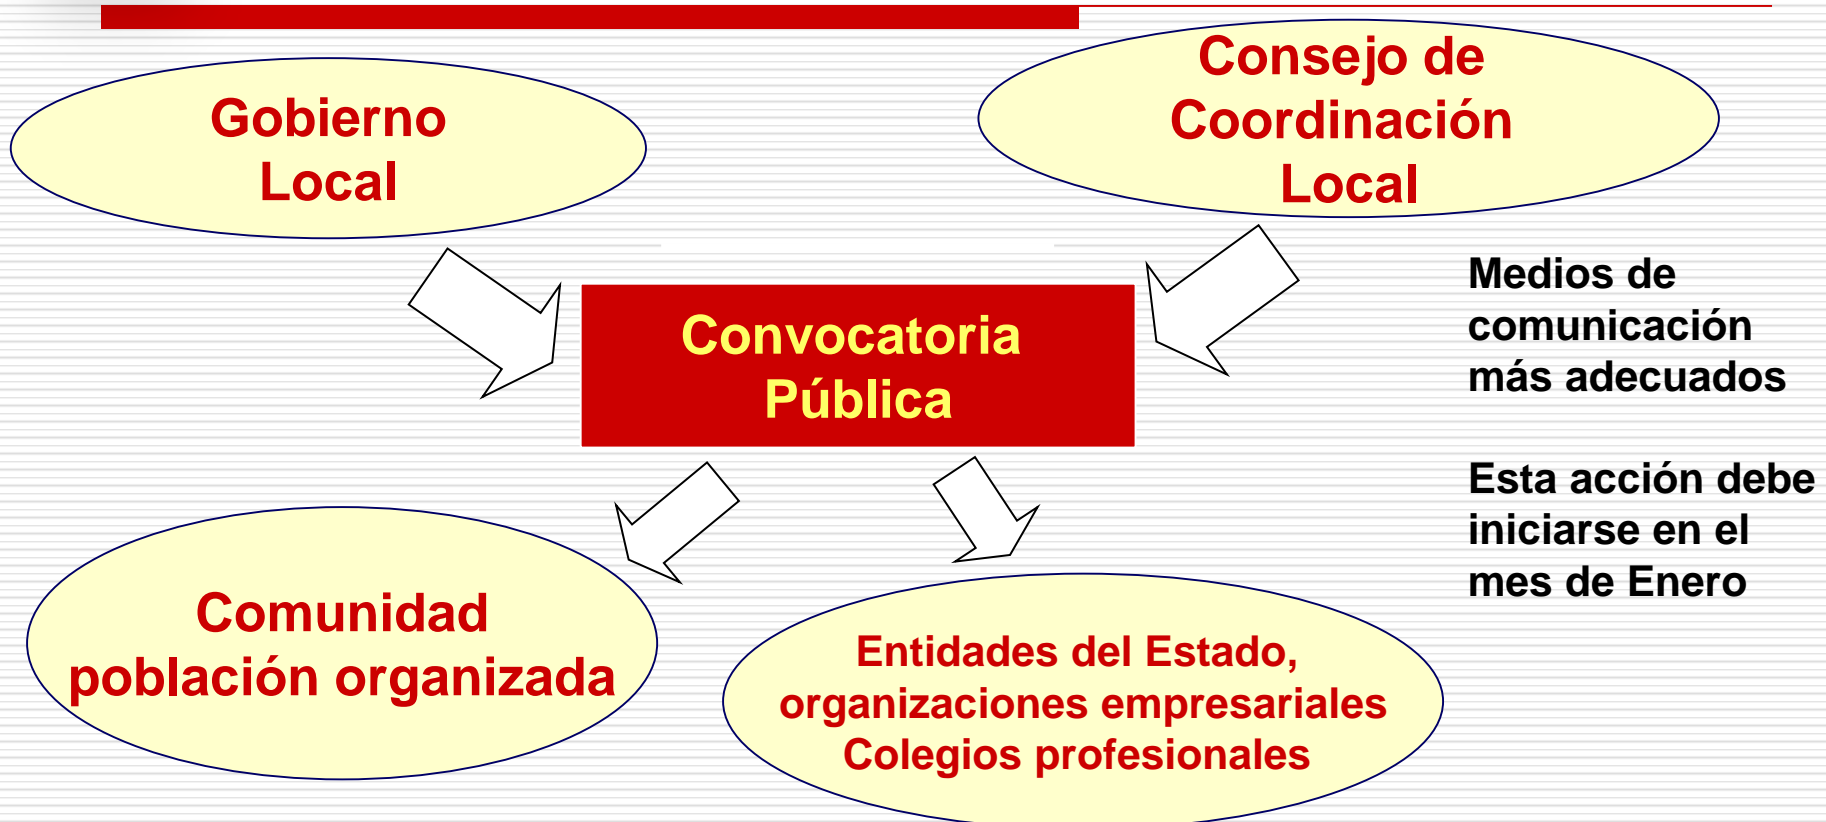 Gobierno
Local
Consejo de
Coordinación
Local
Convocatoria
Pública
Medios de
comunicación
más adecuados
Esta acción debe
iniciarse en el
mes de Enero
Comunidad
población organizada
Entidades del Estado,
organizaciones empresariales
Colegios profesionales